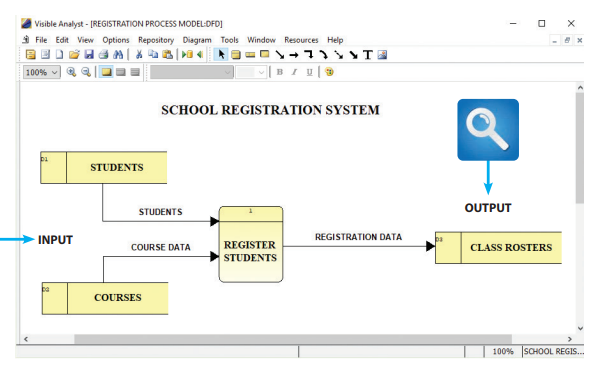 Visible Analyst - [REGISTRATION PROCESS MODEL:DFD]
File Edit View Options Repository Diagram Tools Window Resources Help
T
100%
B I U
SCHOOL REGISTRATION SYSTEM
D1
STUDENTS
STUDENTS
OUTPUT
1
INPUT
COURSE DATA
REGISTER
STUDENTS
REGISTRATION DATA
D3
CLASS ROSTERS
D2
COURSES
100% SCHOOL REGIS...